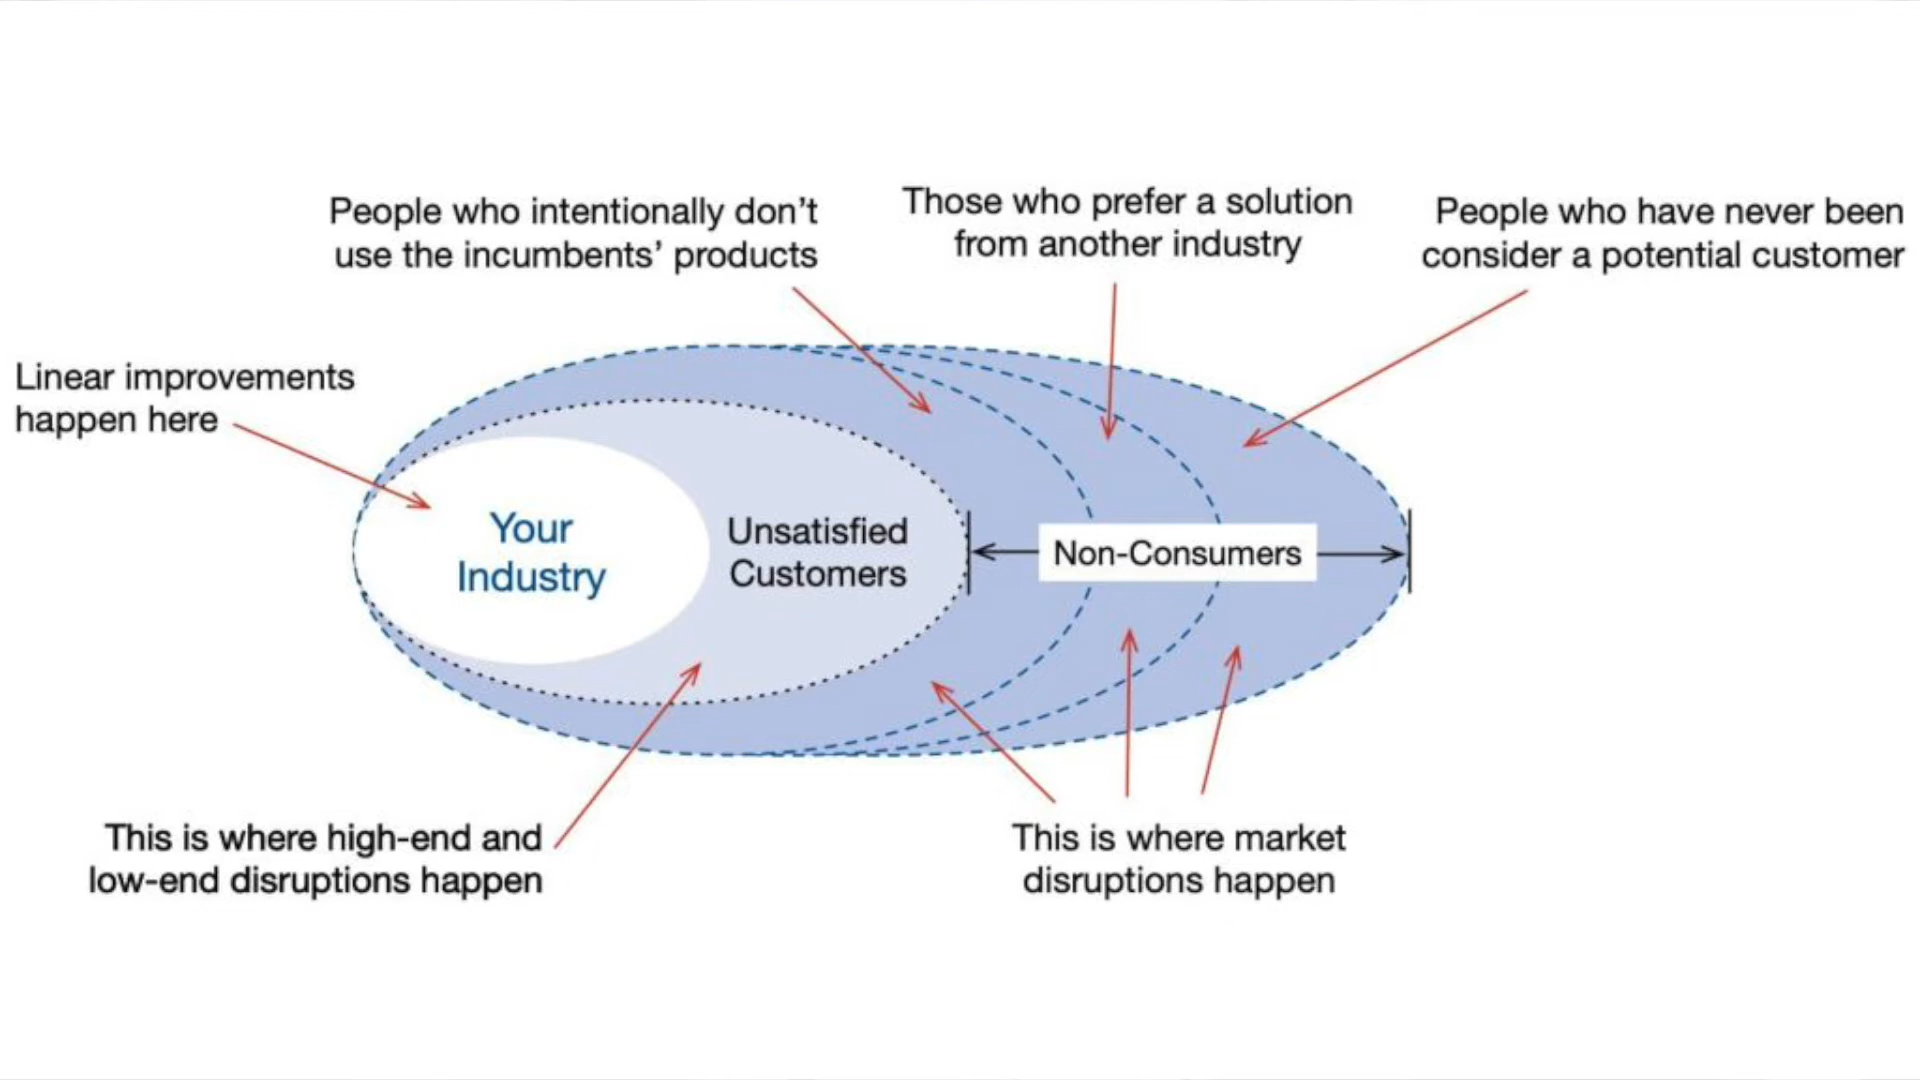 People who intentionally don’t
use the incumbents’ products
Those who prefer a solution
from another industry
People who have never been
consider a potential customer
Linear improvements
happen here
Your
Industry
Unsatisfied
Customers
Non-Consumers
This is where high-end and
low-end disruptions happen
This is where market
disruptions happen